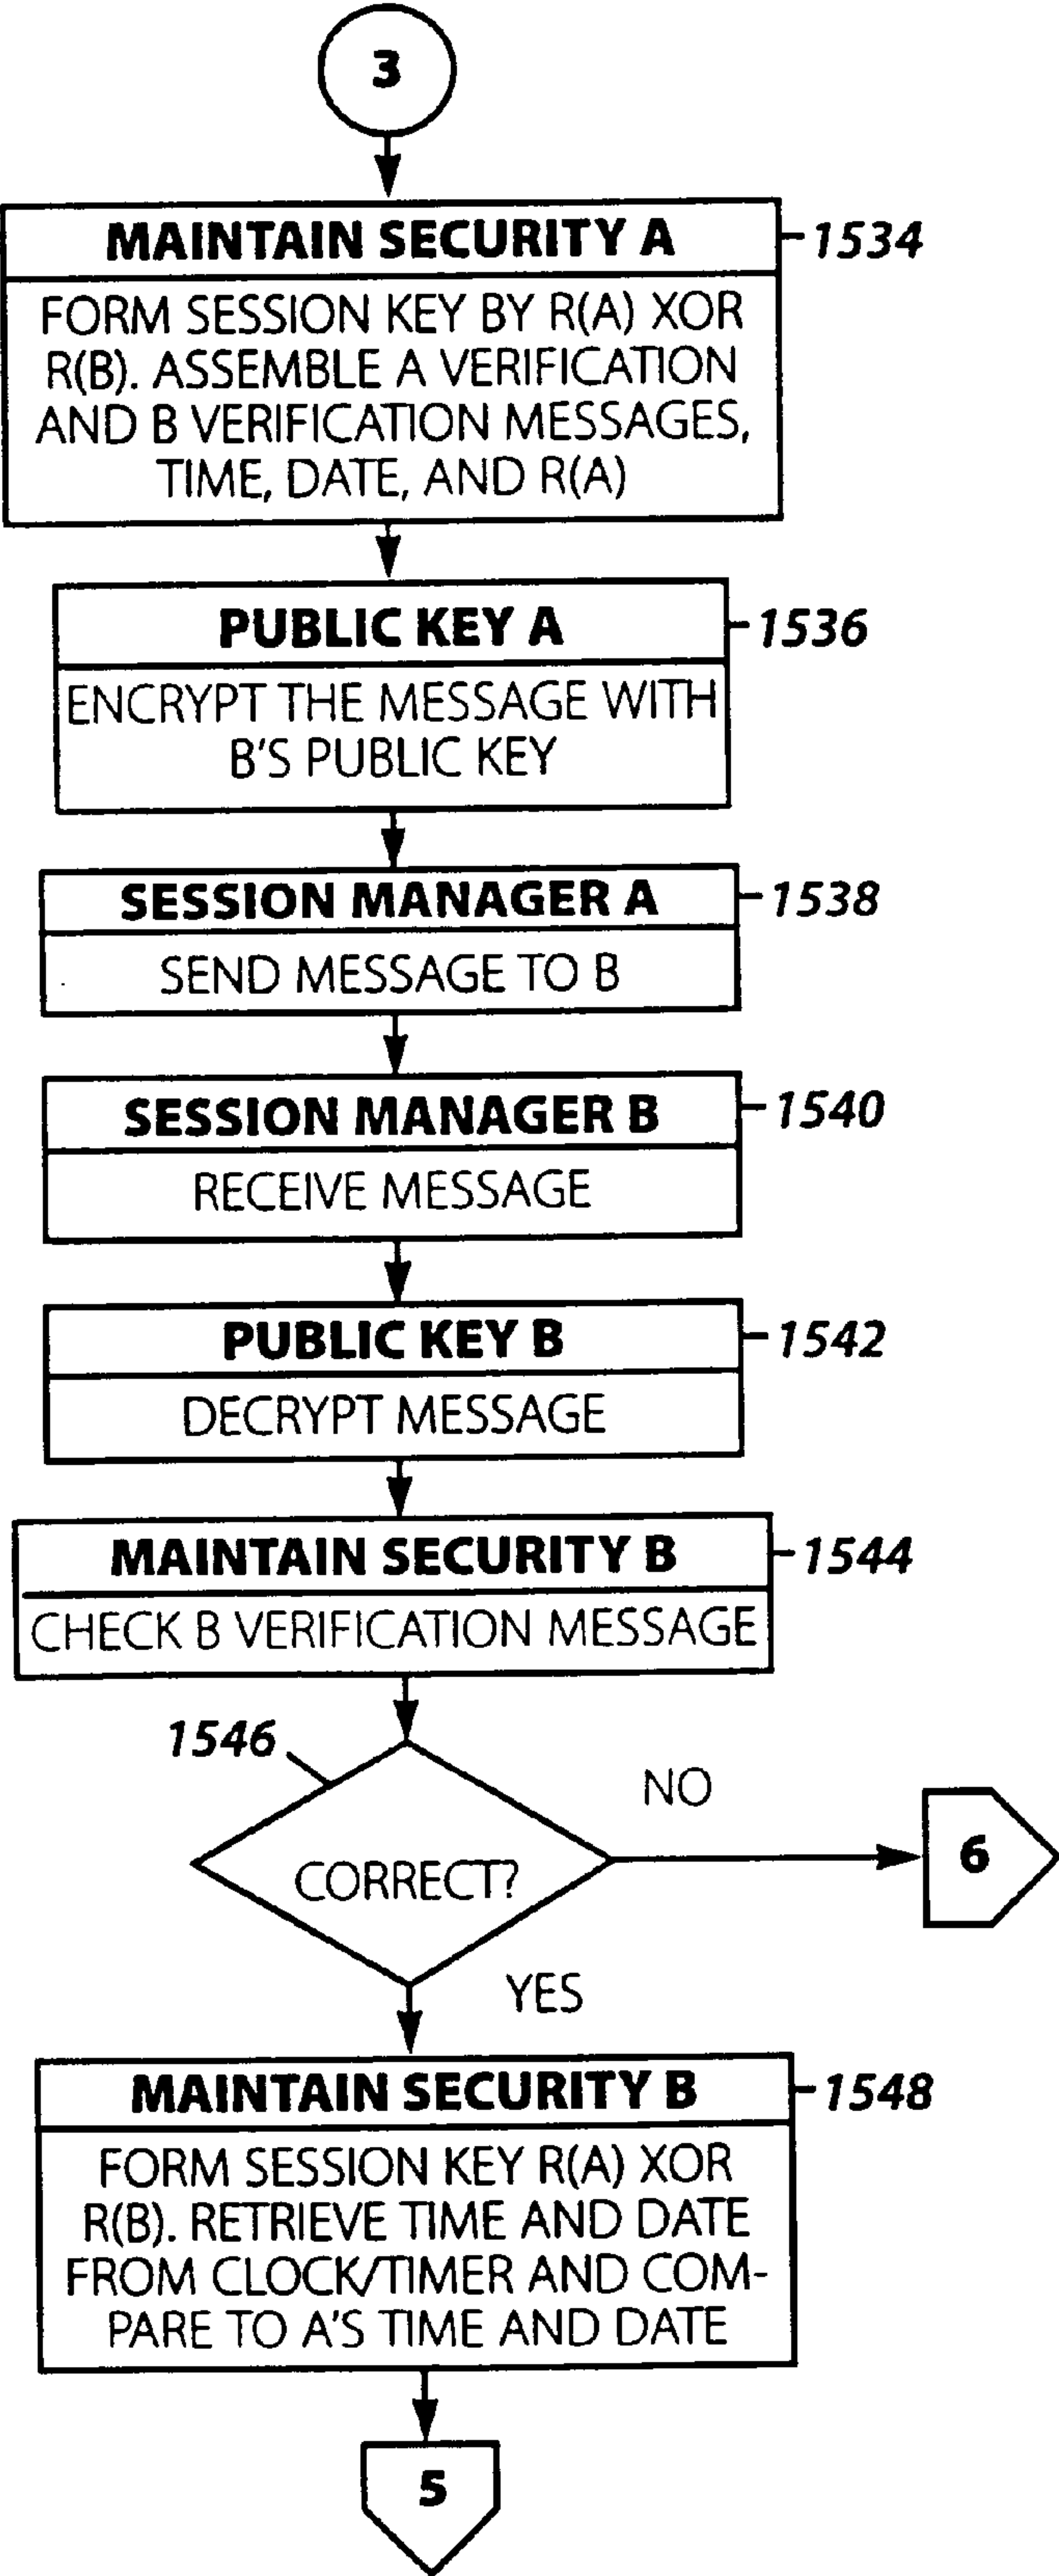 3
MAINTAIN SECURITY A
1534
FORM SESSION KEY BY R(A) XOR
R(B). ASSEMBLE A VERIFICATION
AND B VERIFICATION MESSAGES,
TIME, DATE, AND R(A)
PUBLIC KEY A
1536
ENCRYPT THE MESSAGE WITH
B'S PUBLIC KEY
SESSION MANAGER A
1538
SEND MESSAGE TO B
SESSION MANAGER B
1540
RECEIVE MESSAGE
PUBLIC KEY B
1542
DECRYPT MESSAGE
MAINTAIN SECURITY B
1544
CHECK B VERIFICATION MESSAGE
1546
NO
CORRECT?
6
YES
MAINTAIN SECURITY B
1548
FORM SESSION KEY R(A) XOR
R(B). RETRIEVE TIME AND DATE
FROM CLOCK/TIMER AND COM-
PARE TO A'S TIME AND DATE
5